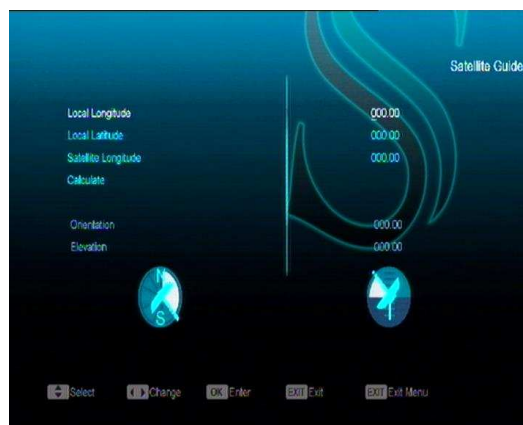 Satellite Guide
Local Longitude 000.00
Local Latitude 000.00
Satellite Longitude 000.00
Calculate
Orientation 000.00
Elevation 000.00
N
S
Select Change OK Enter EXIT Exit EXIT Exit Menu